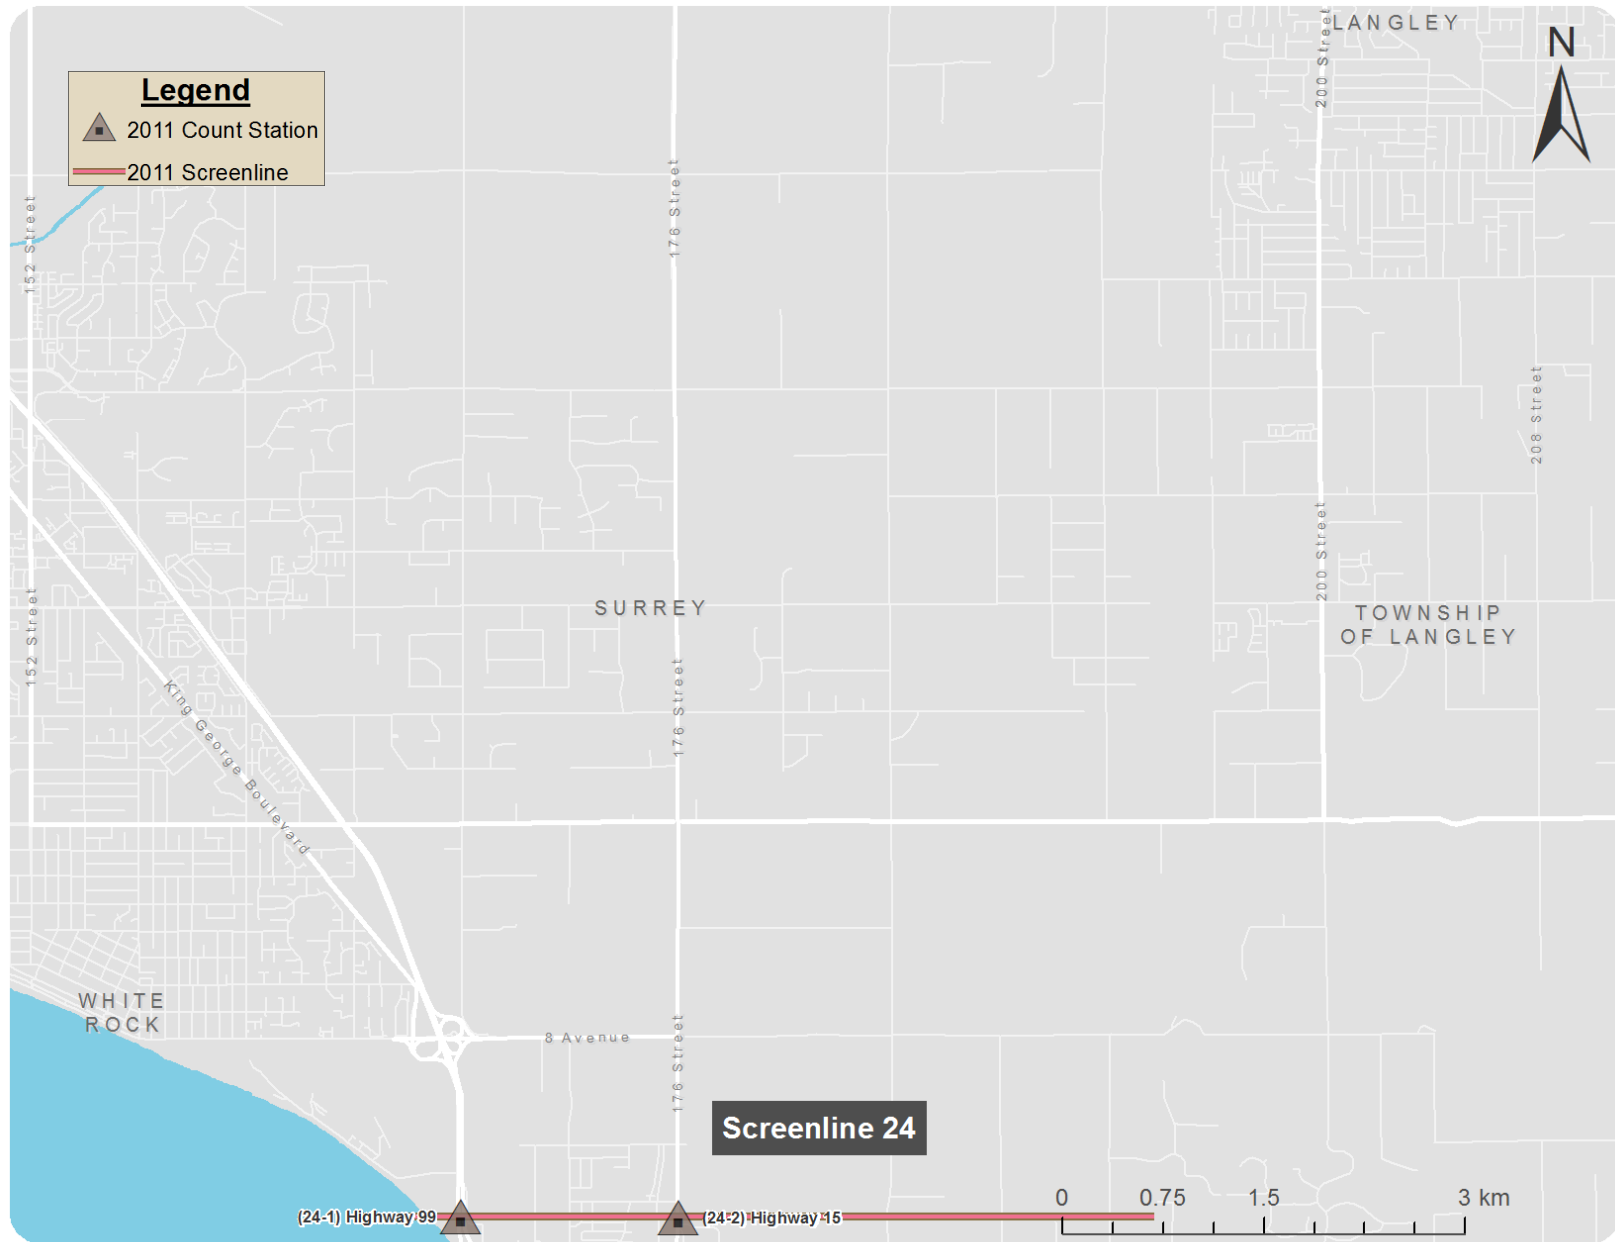 LANGLEY
N
200 Street
Legend
2011 Count Station
2011 Screenline
152 Street
176 Street
208 Street
200 Street
152 Street
SURREY
TOWNSHIP
OF LANGLEY
176 Street
King George Boulevard
WHITE
ROCK
8 Avenue
176 Street
Screenline 24
0 0.75 1.5 3 km
(24-1) Highway 99
(24-2) Highway 15